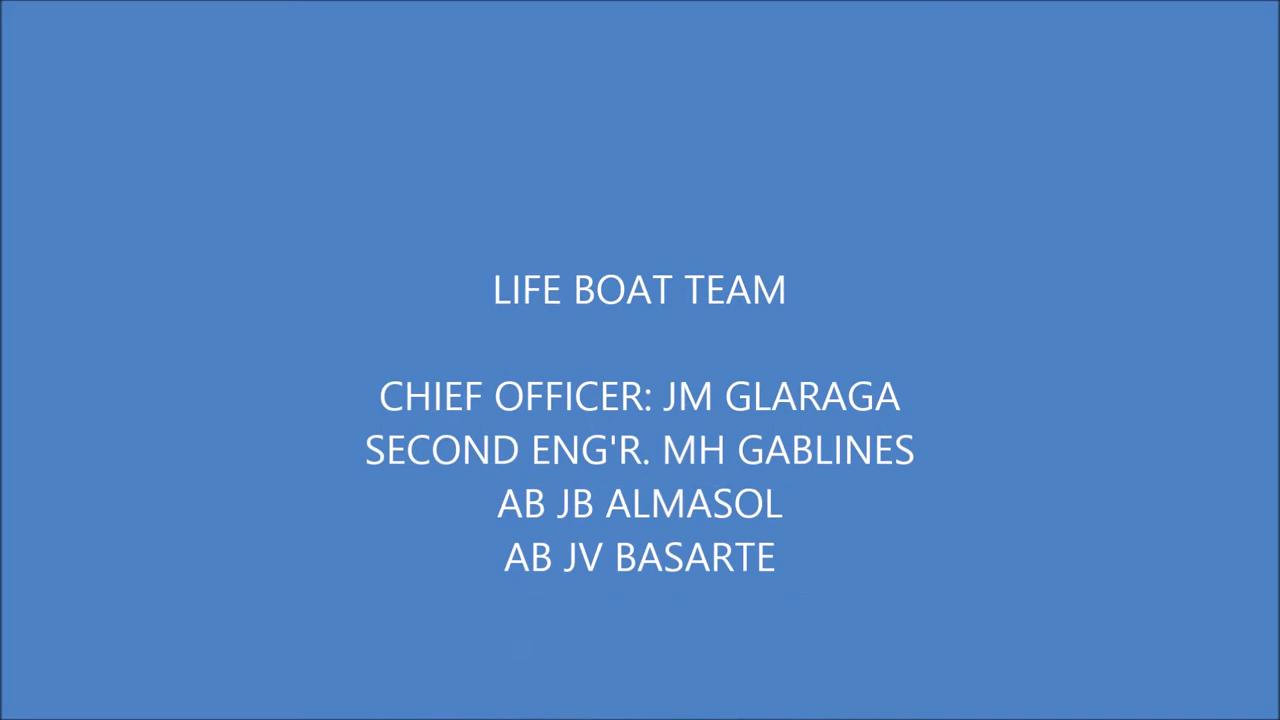 LIFE BOAT TEAM
CHIEF OFFICER: JM GLARAGA
SECOND ENG'R. MH GABLINES
AB JB ALMASOL
AB JV BASARTE